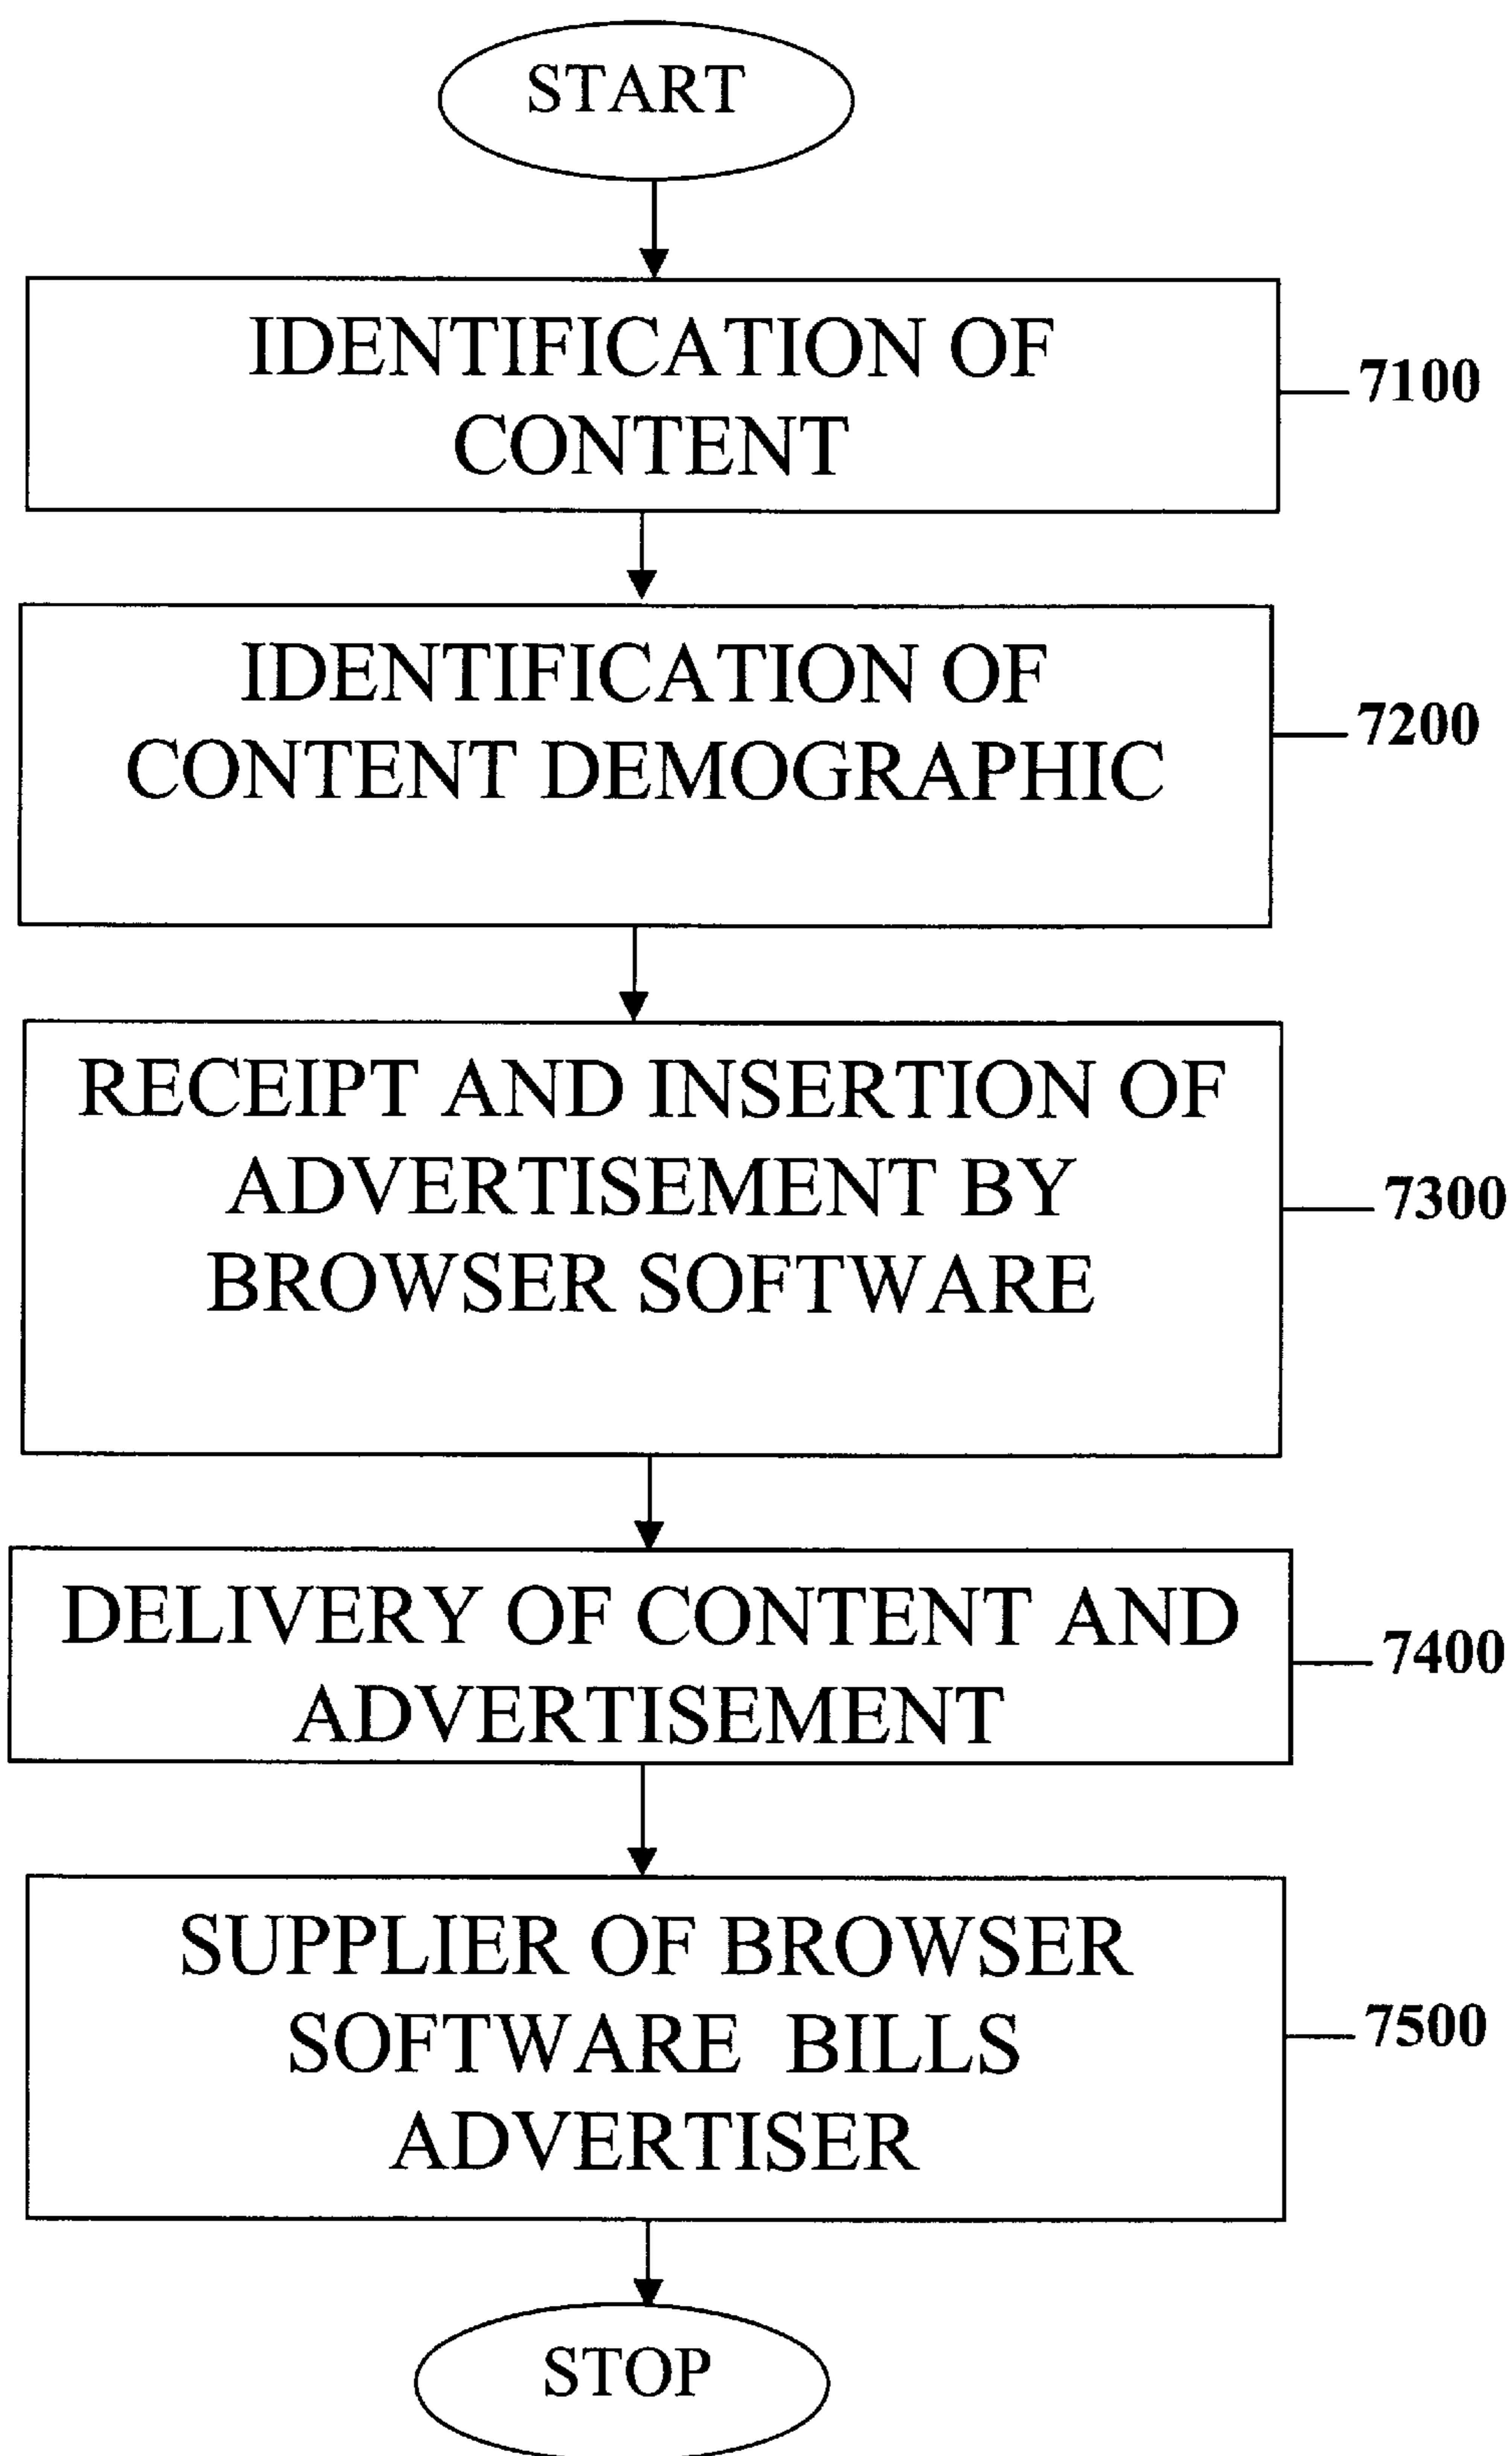 START
IDENTIFICATION OF
CONTENT
7100
IDENTIFICATION OF
CONTENT DEMOGRAPHIC
7200
RECEIPT AND INSERTION OF
ADVERTISEMENT BY
BROWSER SOFTWARE
7300
DELIVERY OF CONTENT AND
ADVERTISEMENT
7400
SUPPLIER OF BROWSER
SOFTWARE BILLS
ADVERTISER
7500
STOP